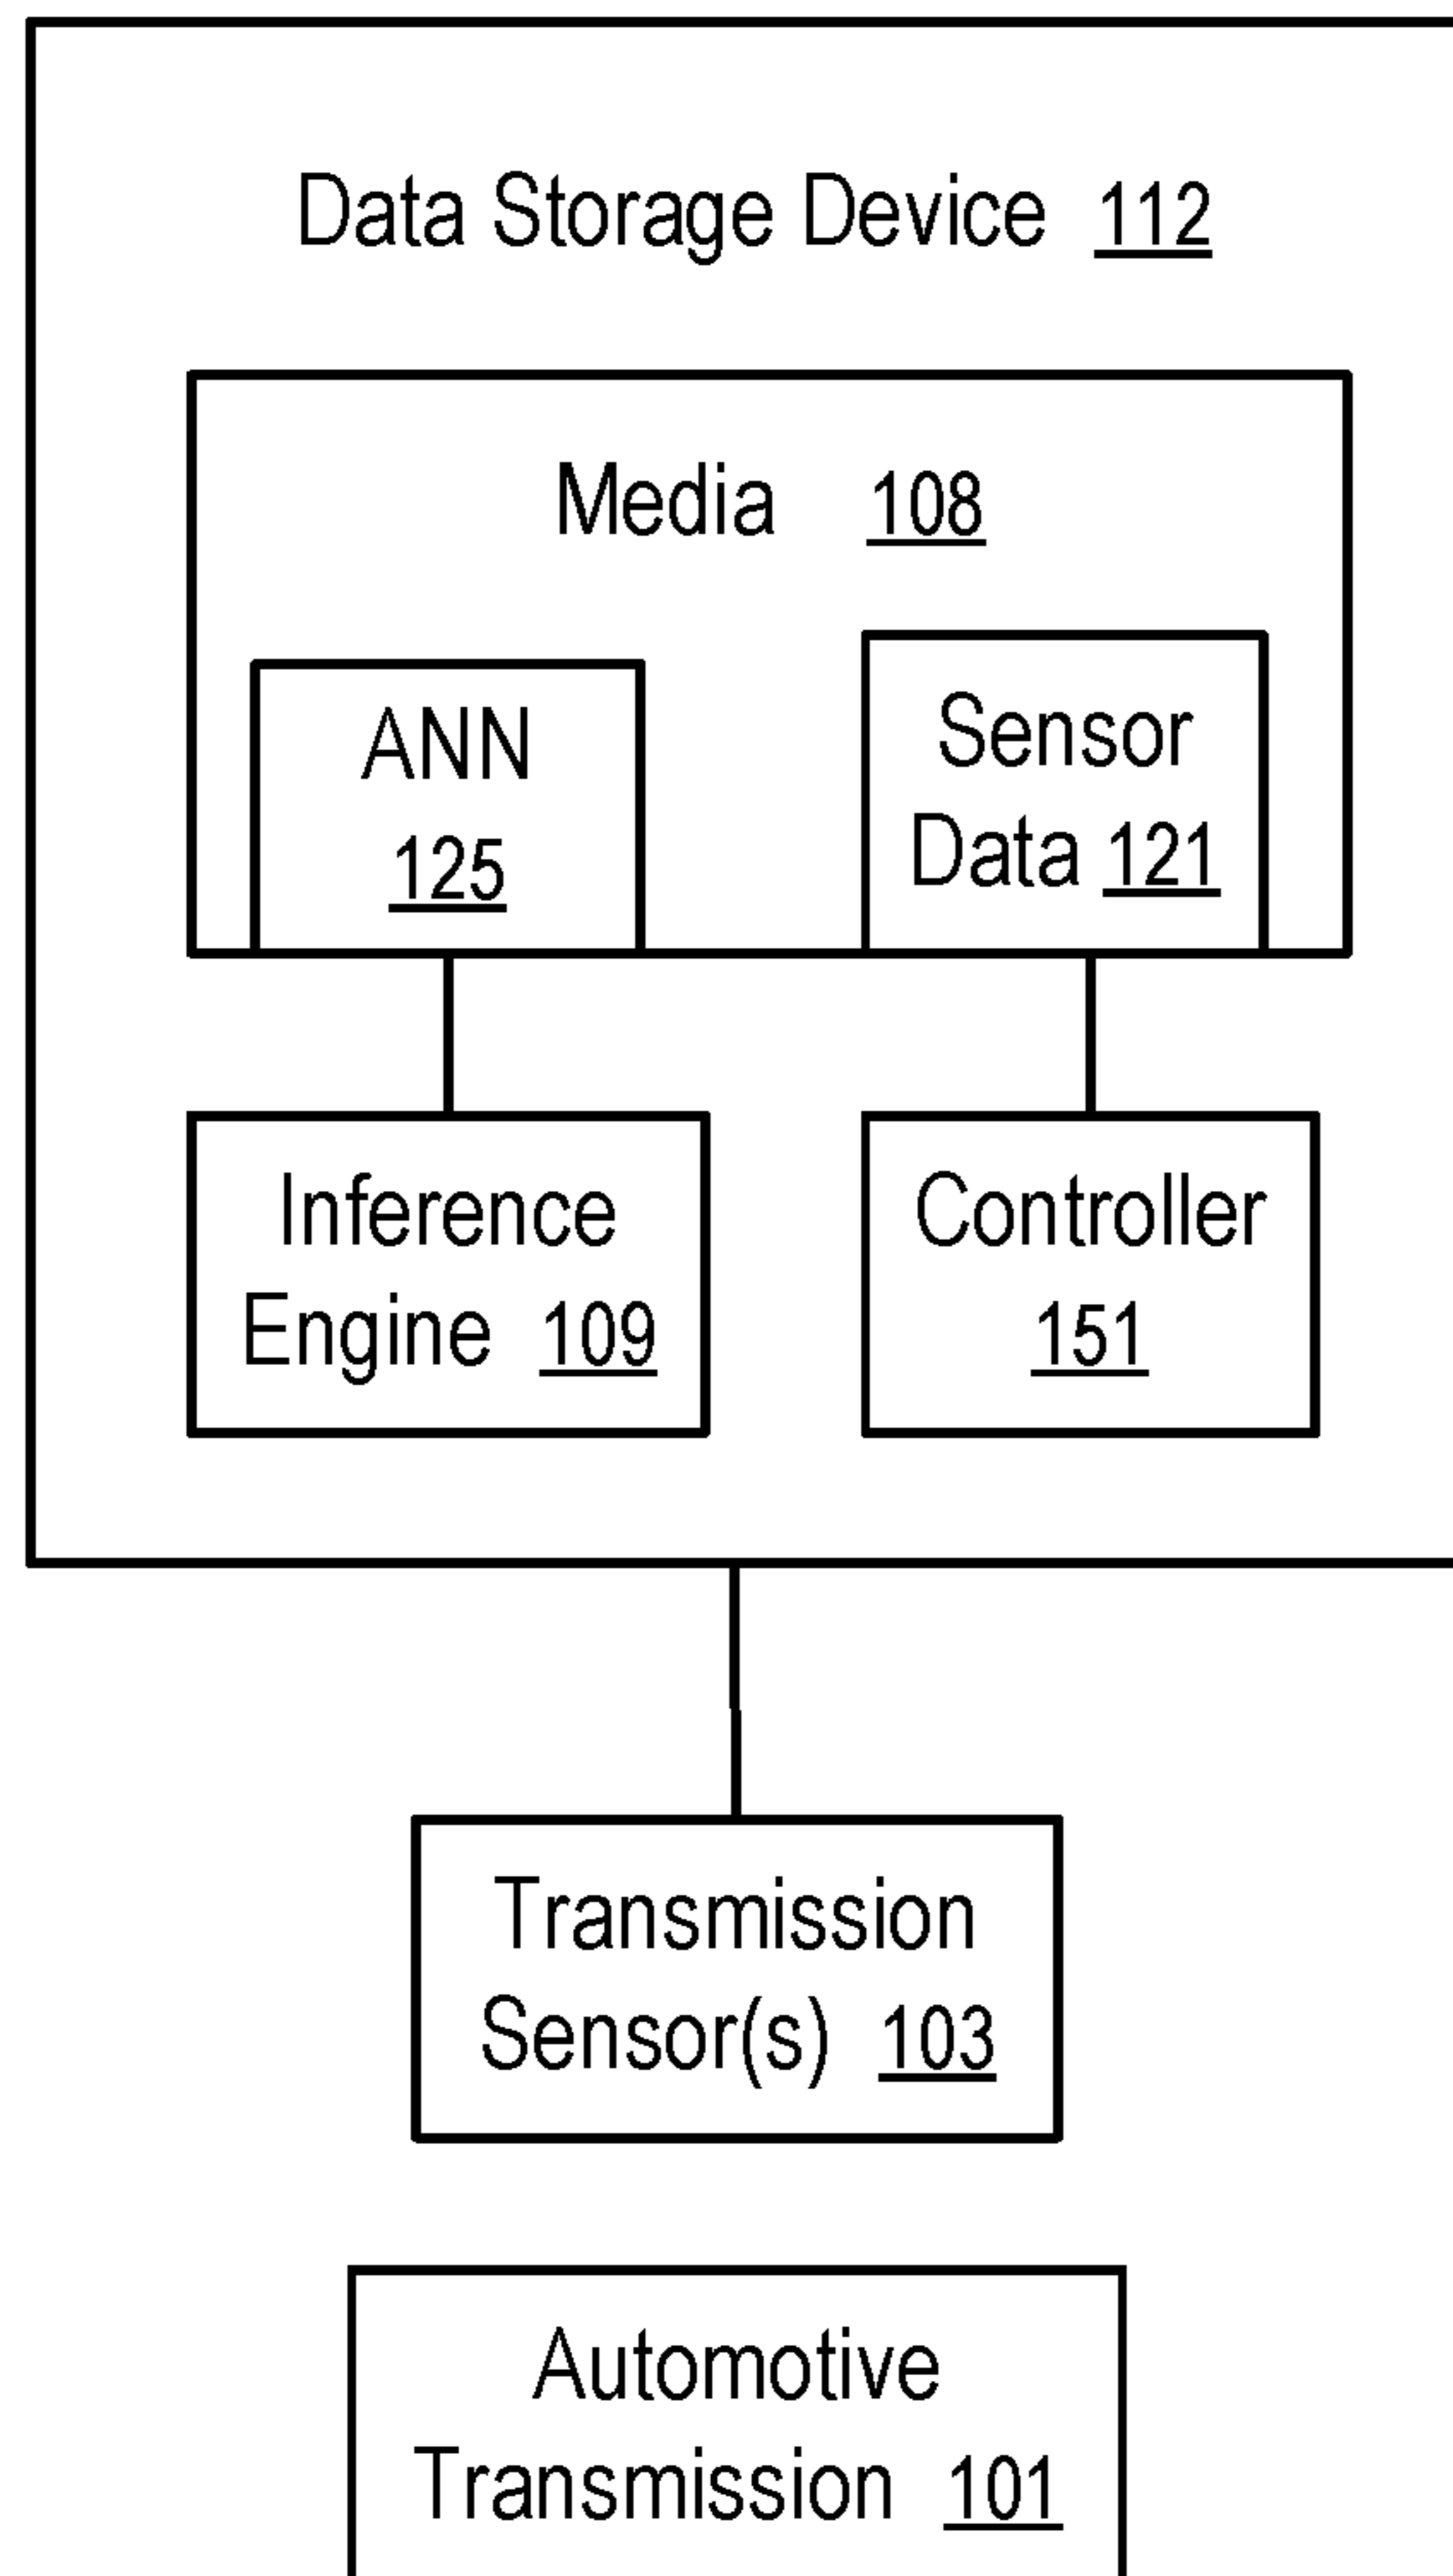 Data Storage Device 112
Media 108
ANN
125
Sensor
Data 121
Inference
Engine 109
Controller
151
Transmission
Sensor(s) 103
Automotive
Transmission 101